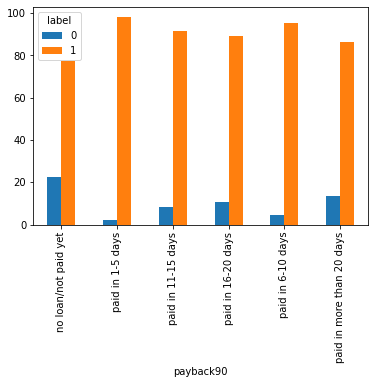 label
0
1
100
80
60
40
20
0
no loan/not paid yet
paid in 1-5 days
paid in 11-15 days
paid in 16-20 days
paid in 6-10 days
paid in more than 20 days
payback90